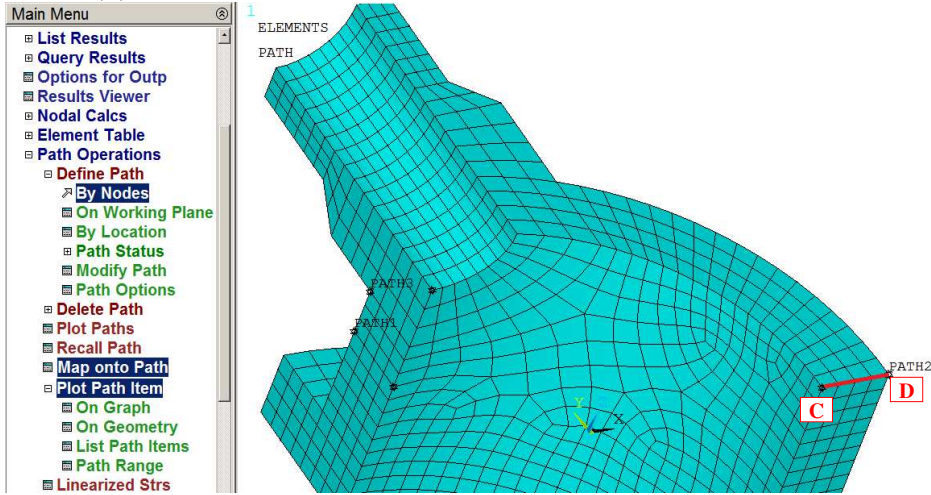 Main Menu
List Results
Query Results
Options for Outp
Results Viewer
Nodal Calcs
Element Table
Path Operations
Define Path
By Nodes
On Working Plane
By Location
Path Status
Modify Path
Path Options
Delete Path
Plot Paths
Recall Path
Map onto Path
Plot Path Item
On Graph
On Geometry
List Path Items
Path Range
Linearized Strs
1
ELEMENTS
PATH
PATH3
PATH1
PATH2
C
D
Y
X